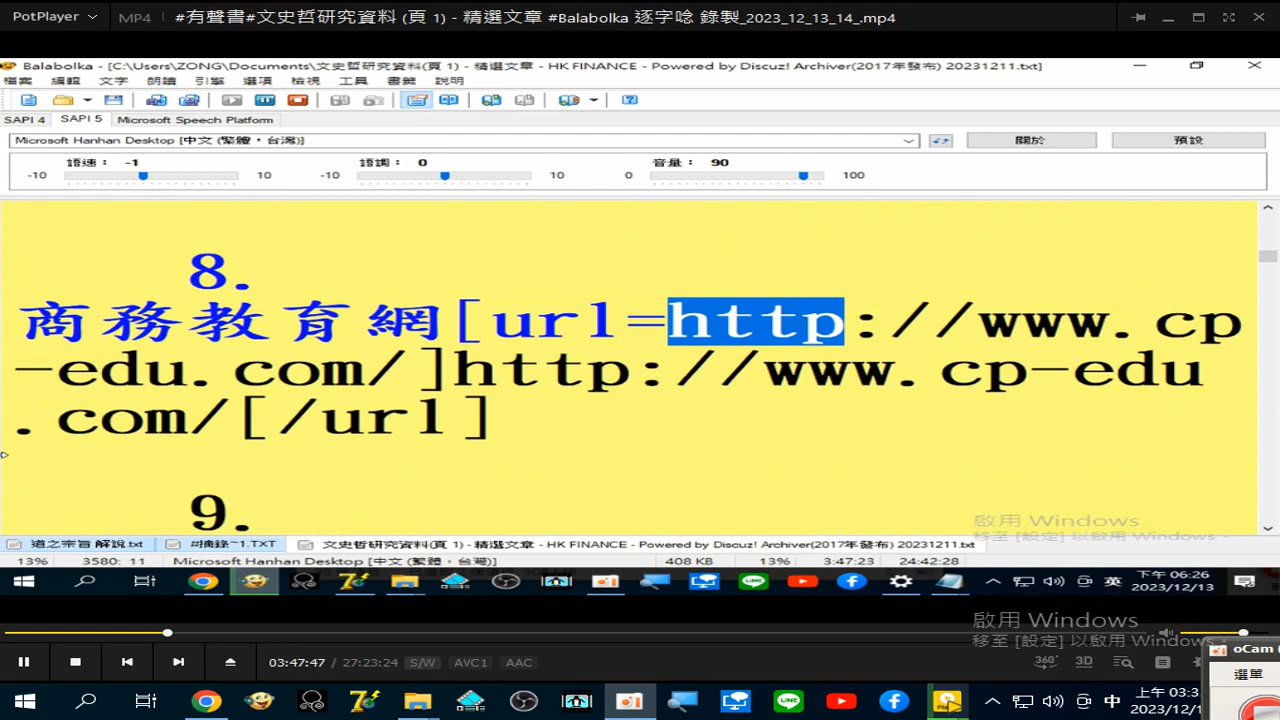 PotPlayer MP4 #有聲書#文史哲研究資料 (頁 1) - 精選文章 #Balabolka 逐字唸 錄製_2023_12_13_14_.mp4
Balabolka - [C:\Users\ZONG\Documents\文史哲研究資料(頁 1) - 精選文章 - HK FINANCE - Powered by Discuz! Archiver(2017年發布) 20231211.txt]
檔案 編輯 文字 朗讀 引擎 選項 檢視 工具 書籤 說明
SAPI 4 SAPI 5 Microsoft Speech Platform
Microsoft Hanhan Desktop [中文 (繁體，台灣)] 關於 預設
語速： -1 語調： 0 音量： 90
-10 10 -10 10 0 100
8.
商務教育網[url=http://www.cp
-edu.com/]http://www.cp-edu
.com/[/url]
9.
啟用 Windows
移至 [設定] 以啟用 Windows。
道之宗旨 解說.txt #摘錄~1.TXT 文史哲研究資料(頁 1) - 精選文章 - HK FINANCE - Powered by Discuz! Archiver(2017年發布) 20231211.txt
13% 3580: 11 Microsoft Hanhan Desktop [中文 (繁體，台灣)] 408 KB 13% 3:47:23 24:42:28
英 下午 06:26
2023/12/13
啟用 Windows
移至 [設定] 以啟用 Windows。
03:47:47 / 27:23:24 S/W AVC1 AAC 360° 3D
oCam
選單
中 上午 03:3
2023/12/1